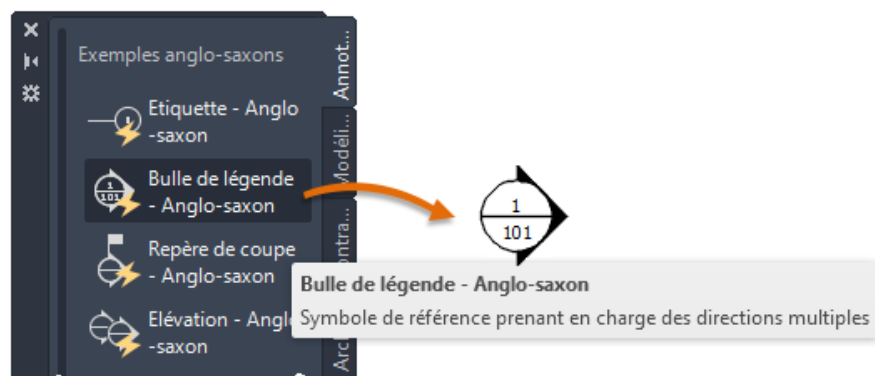 Exemples anglo-saxons
Etiquette - Anglo
-saxon
Bulle de légende
- Anglo-saxon
Repère de coupe
- Anglo-saxon
Elévation - Angl
-saxon
Annot...
Modéli...
ontra...
Arc
1
101
1
101
Bulle de légende - Anglo-saxon
Symbole de référence prenant en charge des directions multiples